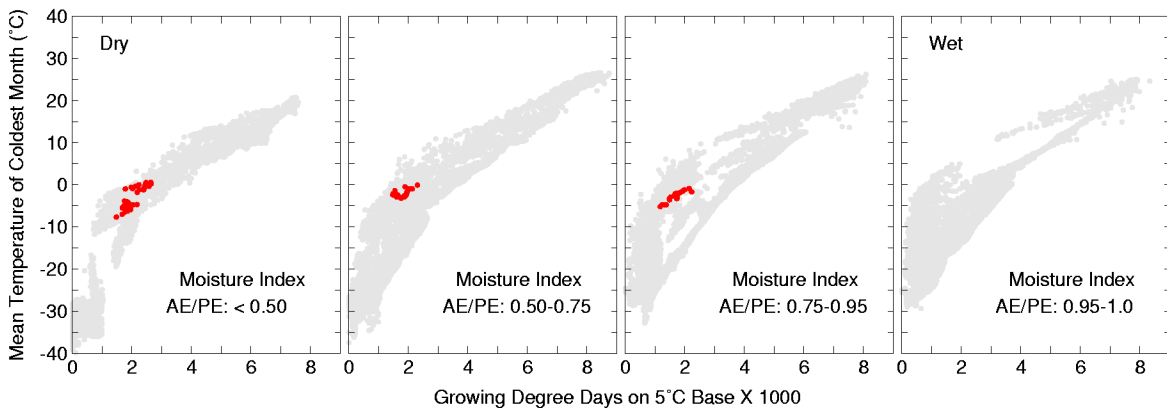 Mean Temperature of Coldest Month (°C)
40
30
20
10
0
-10
-20
-30
-40
Dry
Wet
Moisture Index
AE/PE: < 0.50
Moisture Index
AE/PE: 0.50-0.75
Moisture Index
AE/PE: 0.75-0.95
Moisture Index
AE/PE: 0.95-1.0
0 2 4 6 8 0 2 4 6 8 0 2 4 6 8 0 2 4 6 8
Growing Degree Days on 5°C Base X 1000